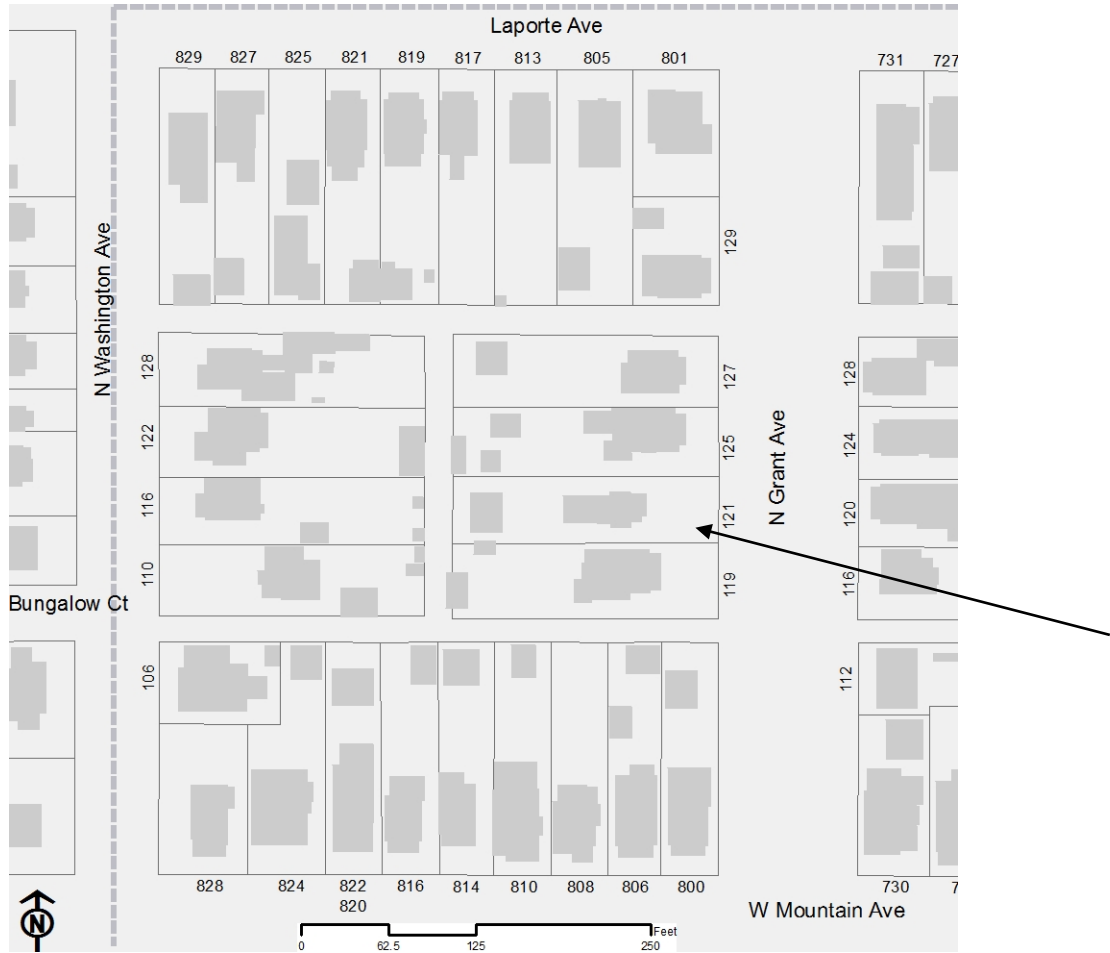 Laporte Ave
829 827 825 821 819 817 813 805 801 731 727
N Washington Ave
129
128
127
128
122
125
124
N Grant Ave
116
121
120
110
119
116
Bungalow Ct
106
112
828 824 822 816 814 810 808 806 800 730 7
820
W Mountain Ave
N
Feet
0 62.5 125 250